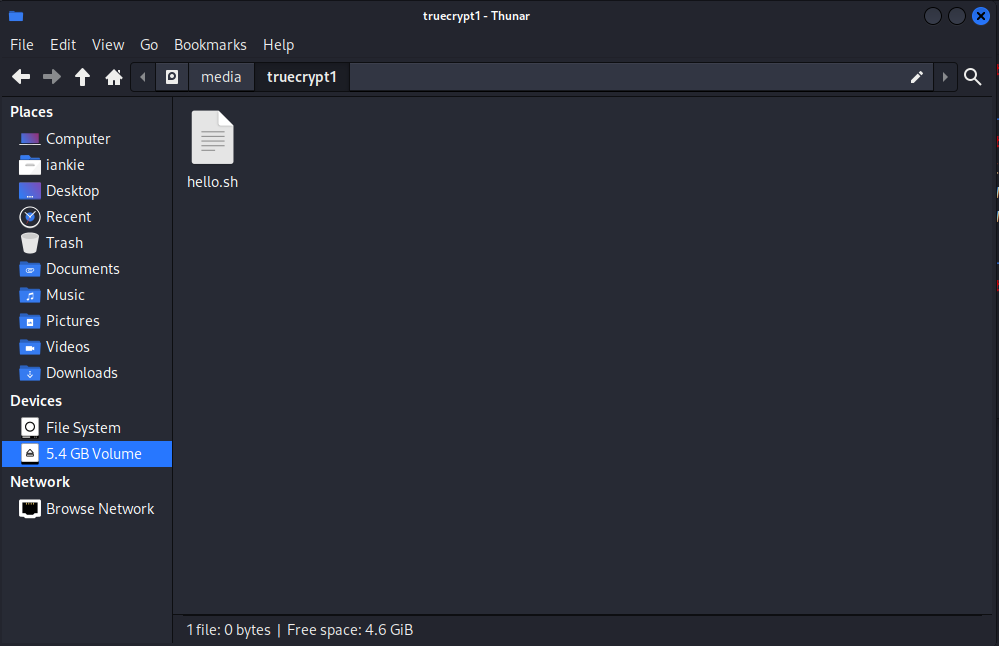 truecrypt1 - Thunar
File Edit View Go Bookmarks Help
media truecrypt1
Places
Computer
iankie
Desktop
Recent
Trash
Documents
Music
Pictures
Videos
Downloads
Devices
File System
5.4 GB Volume
Network
Browse Network
hello.sh
1 file: 0 bytes | Free space: 4.6 GiB